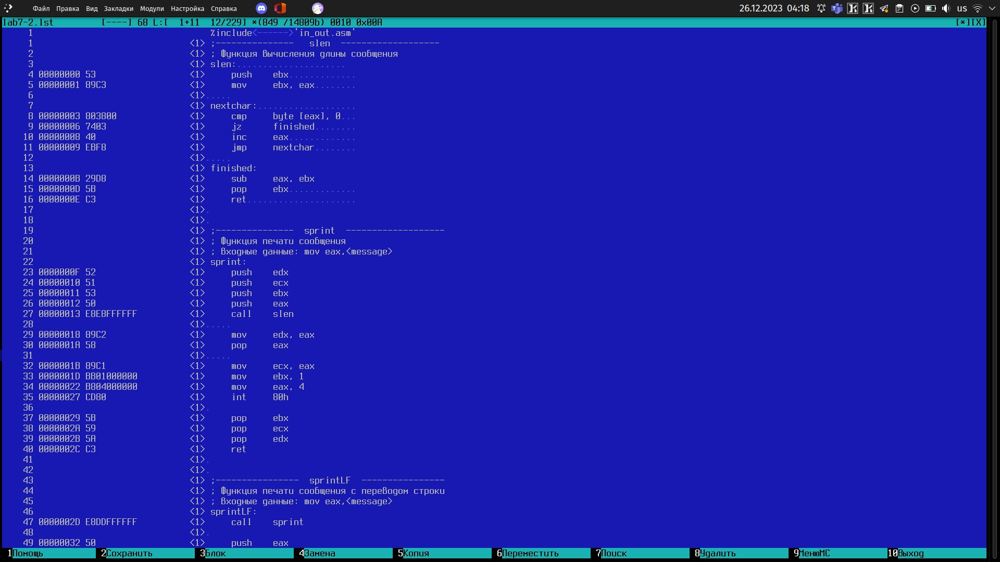 Файл Правка Вид Закладки Модули Настройка Справка 26.12.2023 04:18 us
lab7-2.lst [----] 68 L:[ 1+11 12/229] *(849 /14809b) 0010 0x00A [*][X]
1 %include<------>'in_out.asm'
1 <1> ;--------------- slen -------------------
2 <1> ; Функция вычисления длины сообщения
3 <1> slen:.....................
4 00000000 53 <1> push ebx.............
5 00000001 89C3 <1> mov ebx, eax........
6 <1>.....
7 <1> nextchar:...................
8 00000003 803800 <1> cmp byte [eax], 0...
9 00000006 7403 <1> jz finished........
10 00000008 40 <1> inc eax.............
11 00000009 EBF8 <1> jmp nextchar........
12 <1>.....
13 <1> finished:
14 0000000B 29D8 <1> sub eax, ebx
15 0000000D 5B <1> pop ebx.............
16 0000000E C3 <1> ret.....................
17 <1>.
18 <1>.
19 <1> ;--------------- sprint -------------------
20 <1> ; Функция печати сообщения
21 <1> ; Входные данные: mov eax,<message>
22 <1> sprint:
23 0000000F 52 <1> push edx
24 00000010 51 <1> push ecx
25 00000011 53 <1> push ebx
26 00000012 50 <1> push eax
27 00000013 E8E8FFFFFF <1> call slen
28 <1>.....
29 00000018 89C2 <1> mov edx, eax
30 0000001A 58 <1> pop eax
31 <1>.....
32 0000001B 89C1 <1> mov ecx, eax
33 0000001D BB01000000 <1> mov ebx, 1
34 00000022 B804000000 <1> mov eax, 4
35 00000027 CD80 <1> int 80h
36 <1>.
37 00000029 5B <1> pop ebx
38 0000002A 59 <1> pop ecx
39 0000002B 5A <1> pop edx
40 0000002C C3 <1> ret
41 <1>.
42 <1>.
43 <1> ;---------------- sprintLF ----------------
44 <1> ; Функция печати сообщения с переводом строки
45 <1> ; Входные данные: mov eax,<message>
46 <1> sprintLF:
47 0000002D E8DDFFFFFF <1> call sprint
48 <1>.
49 00000032 50 <1> push eax
1Помощь 2Сохранить 3Блок 4Замена 5Копия 6Переместить 7Поиск 8Удалить 9МенюMC 10Выход